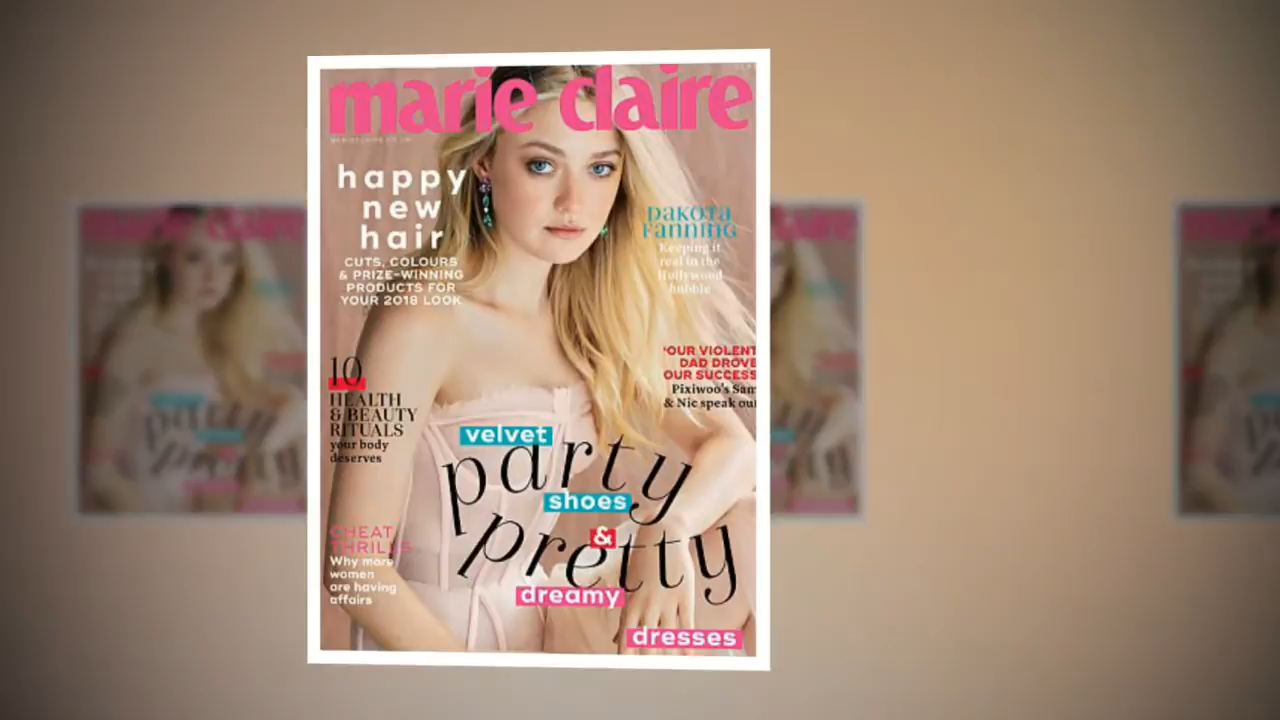 marie claire
happy
new
hair
CUTS, COLOURS
& PRIZE-WINNING
PRODUCTS FOR
YOUR 2018 LOOK
DAKOTA
FANNING
Keeping it
real in the
Hollywood
bubble
'OUR VIOLENT
DAD DROVE
OUR SUCCESS
Pixiwoo's Sam
& Nic speak out
10
HEALTH
& BEAUTY
RITUALS
your body
deserves
velvet
party
shoes
&
pretty
dreamy
dresses
CHEAT
THRILLS
Why more
women
are having
affairs